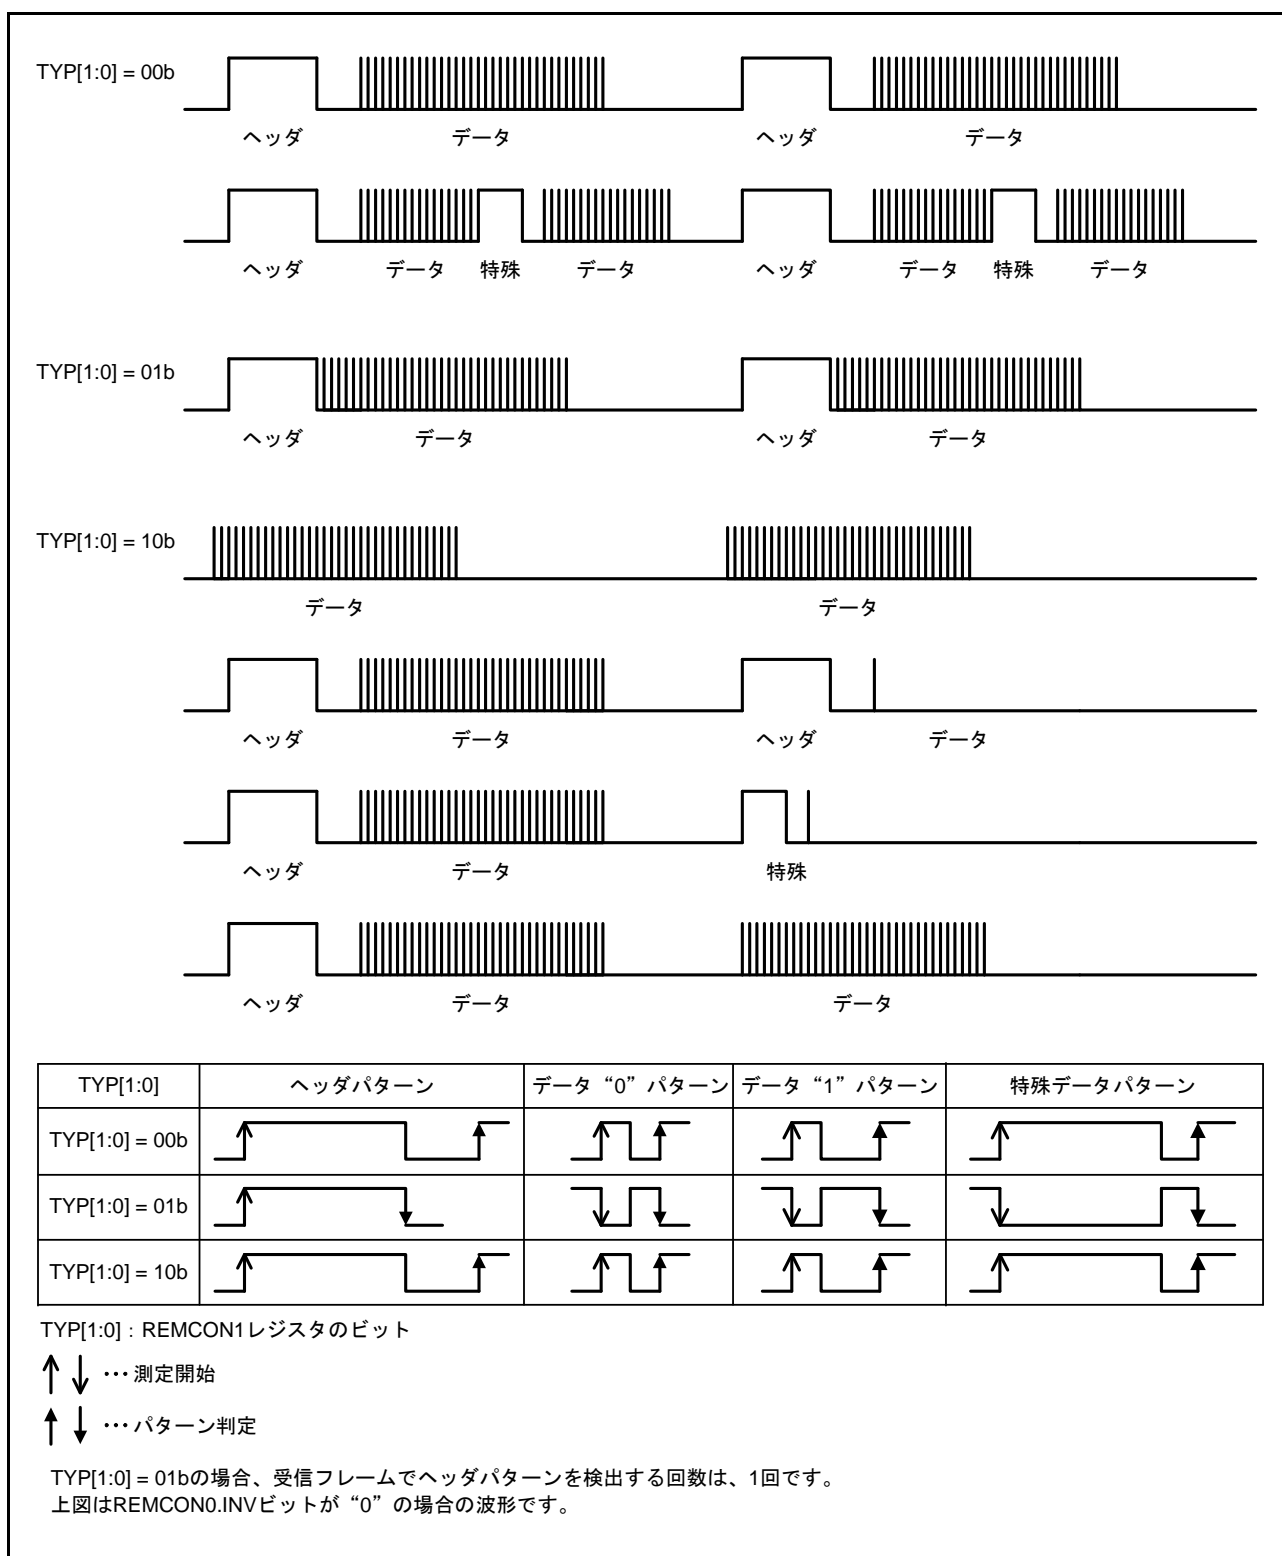 TYP[1:0] = 00b
ヘッダ データ ヘッダ データ
ヘッダ データ 特殊 データ ヘッダ データ 特殊 データ
TYP[1:0] = 01b
ヘッダ データ ヘッダ データ
TYP[1:0] = 10b
データ データ
ヘッダ データ ヘッダ データ
ヘッダ データ 特殊
ヘッダ データ データ
TYP[1:0] ヘッダパターン データ“0”パターン データ“1”パターン 特殊データパターン
TYP[1:0] = 00b
TYP[1:0] = 01b
TYP[1:0] = 10b
TYP[1:0]：REMCON1レジスタのビット
…測定開始
…パターン判定
TYP[1:0] = 01bの場合、受信フレームでヘッダパターンを検出する回数は、1回です。
上図はREMCON0.INVビットが“0”の場合の波形です。